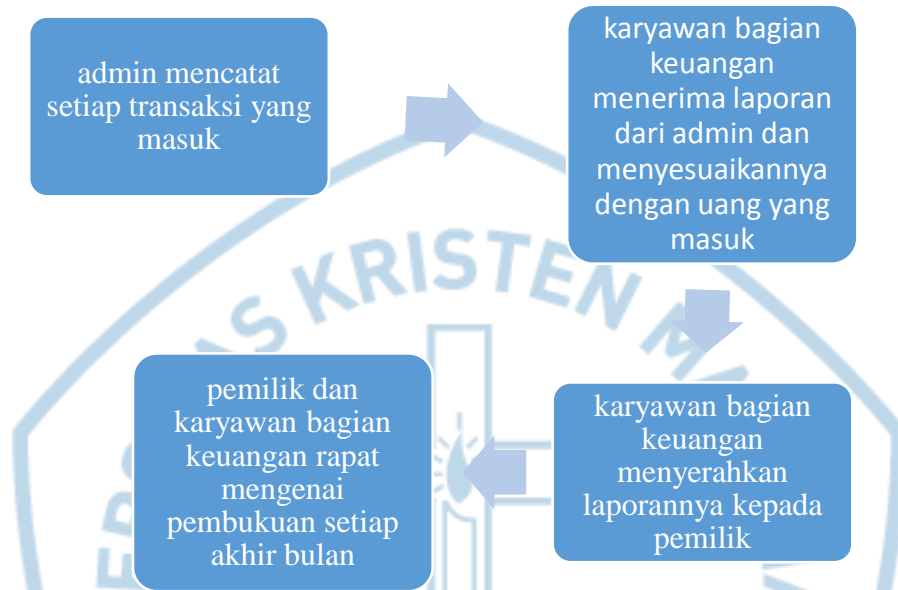 admin mencatat
setiap transaksi yang
masuk
karyawan bagian
keuangan
menerima laporan
dari admin dan
menyesuaikannya
dengan uang yang
masuk
karyawan bagian
keuangan
menyerahkan
laporannya kepada
pemilik
pemilik dan
karyawan bagian
keuangan rapat
mengenai
pembukuan setiap
akhir bulan
KRISTEN